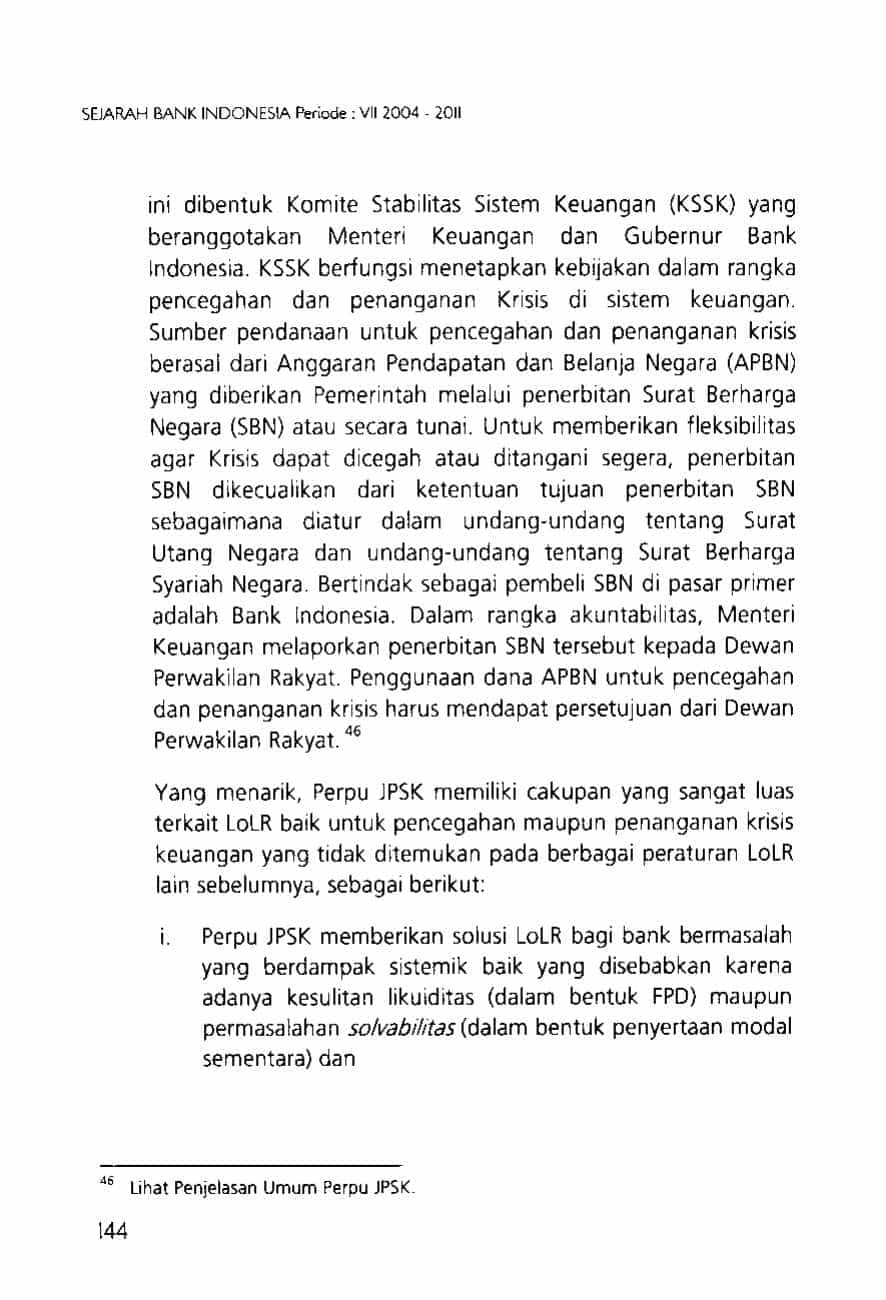 SEJARAH BANK INDONESIA Periode : VII 2004 - 2011
ini dibentuk Komite Stabilitas Sistem Keuangan (KSSK) yang
beranggotakan Menteri Keuangan dan Gubernur Bank
Indonesia. KSSK berfungsi menetapkan kebijakan dalam rangka
pencegahan dan penanganan Krisis di sistem keuangan.
Sumber pendanaan untuk pencegahan dan penanganan krisis
berasal dari Anggaran Pendapatan dan Belanja Negara (APBN)
yang diberikan Pemerintah melalui penerbitan Surat Berharga
Negara (SBN) atau secara tunai. Untuk memberikan fleksibilitas
agar Krisis dapat dicegah atau ditangani segera, penerbitan
SBN dikecualikan dari ketentuan tujuan penerbitan SBN
sebagaimana diatur dalam undang-undang tentang Surat
Utang Negara dan undang-undang tentang Surat Berharga
Syariah Negara. Bertindak sebagai pembeli SBN di pasar primer
adalah Bank Indonesia. Dalam rangka akuntabilitas, Menteri
Keuangan melaporkan penerbitan SBN tersebut kepada Dewan
Perwakilan Rakyat. Penggunaan dana APBN untuk pencegahan
dan penanganan krisis harus mendapat persetujuan dari Dewan
Perwakilan Rakyat. 46
Yang menarik, Perpu JPSK memiliki cakupan yang sangat luas
terkait LoLR baik untuk pencegahan maupun penanganan krisis
keuangan yang tidak ditemukan pada berbagai peraturan LoLR
lain sebelumnya, sebagai berikut:
i. Perpu JPSK memberikan solusi LoLR bagi bank bermasalah
yang berdampak sistemik baik yang disebabkan karena
adanya kesulitan likuiditas (dalam bentuk FPD) maupun
permasalahan solvabilitas (dalam bentuk penyertaan modal
sementara) dan
46 Lihat Penjelasan Umum Perpu JPSK.
144